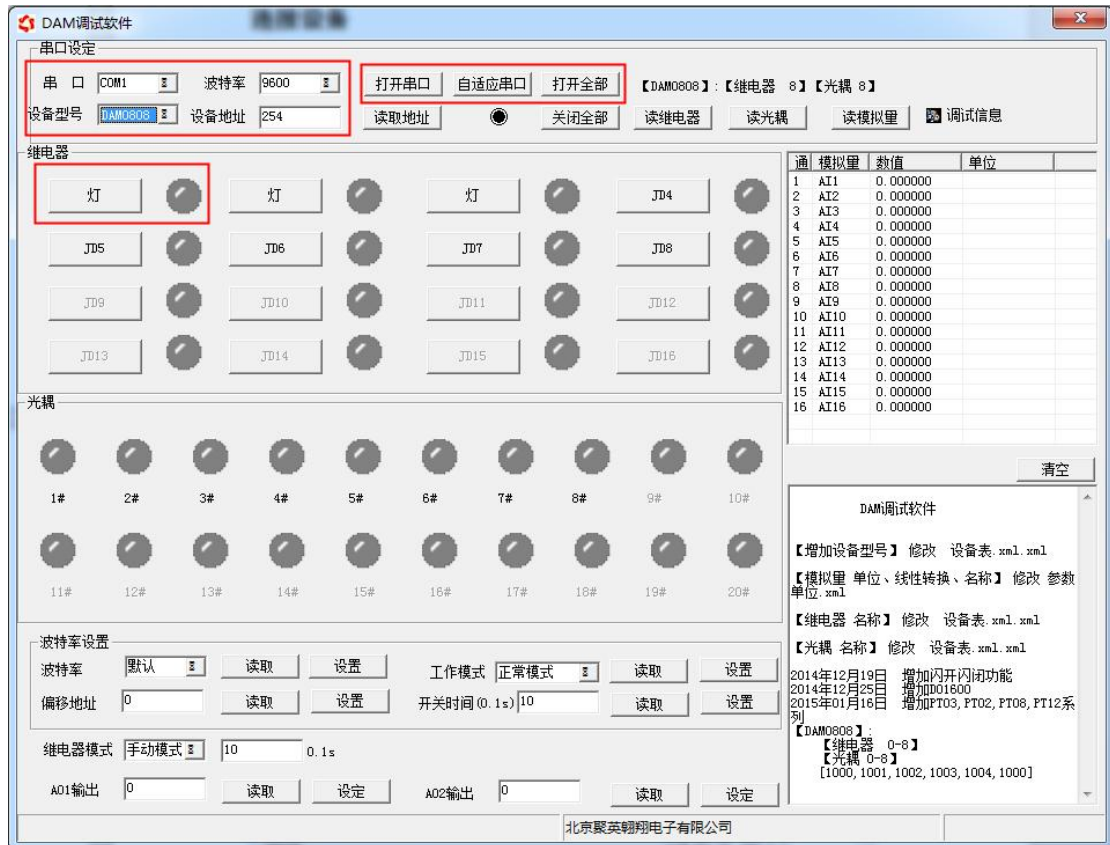 连接设备
DAM调试软件
串口设定
串 口 COM1 波特率 9600 打开串口 自适应串口 打开全部 【DAM0808】:【继电器 8】【光耦 8】
设备型号 DAM0808 设备地址 254 读取地址 关闭全部 读继电器 读光耦 读模拟量 调试信息
继电器
灯 灯 灯 JD4
JD5 JD6 JD7 JD8
JD9 JD10 JD11 JD12
JD13 JD14 JD15 JD16
通 模拟量 数值 单位
1 AI1 0.000000
2 AI2 0.000000
3 AI3 0.000000
4 AI4 0.000000
5 AI5 0.000000
6 AI6 0.000000
7 AI7 0.000000
8 AI8 0.000000
9 AI9 0.000000
10 AI10 0.000000
11 AI11 0.000000
12 AI12 0.000000
13 AI13 0.000000
14 AI14 0.000000
15 AI15 0.000000
16 AI16 0.000000
光耦
1# 2# 3# 4# 5# 6# 7# 8# 9# 10#
11# 12# 13# 14# 15# 16# 17# 18# 19# 20#
清空
DAM调试软件
【增加设备型号】 修改 设备表.xml.xml
【模拟量 单位、线性转换、名称】 修改 参数
单位.xml
【继电器 名称】 修改 设备表.xml.xml
【光耦 名称】 修改 设备表.xml.xml
2014年12月19日 增加闪开闪闭功能
2014年12月25日 增加DO1600
2015年01月16日 增加PT03,PT02,PT08,PT12系
列
【DAM0808】:
【继电器 0-8】
【光耦 0-8】
[1000,1001,1002,1003,1004,1000]
波特率设置
波特率 默认 读取 设置 工作模式 正常模式 读取 设置
偏移地址 0 读取 设置 开关时间(0.1s) 10 读取 设置
继电器模式 手动模式 10 0.1s
AO1输出 0 读取 设定 AO2输出 0 读取 设定
北京聚英翱翔电子有限公司